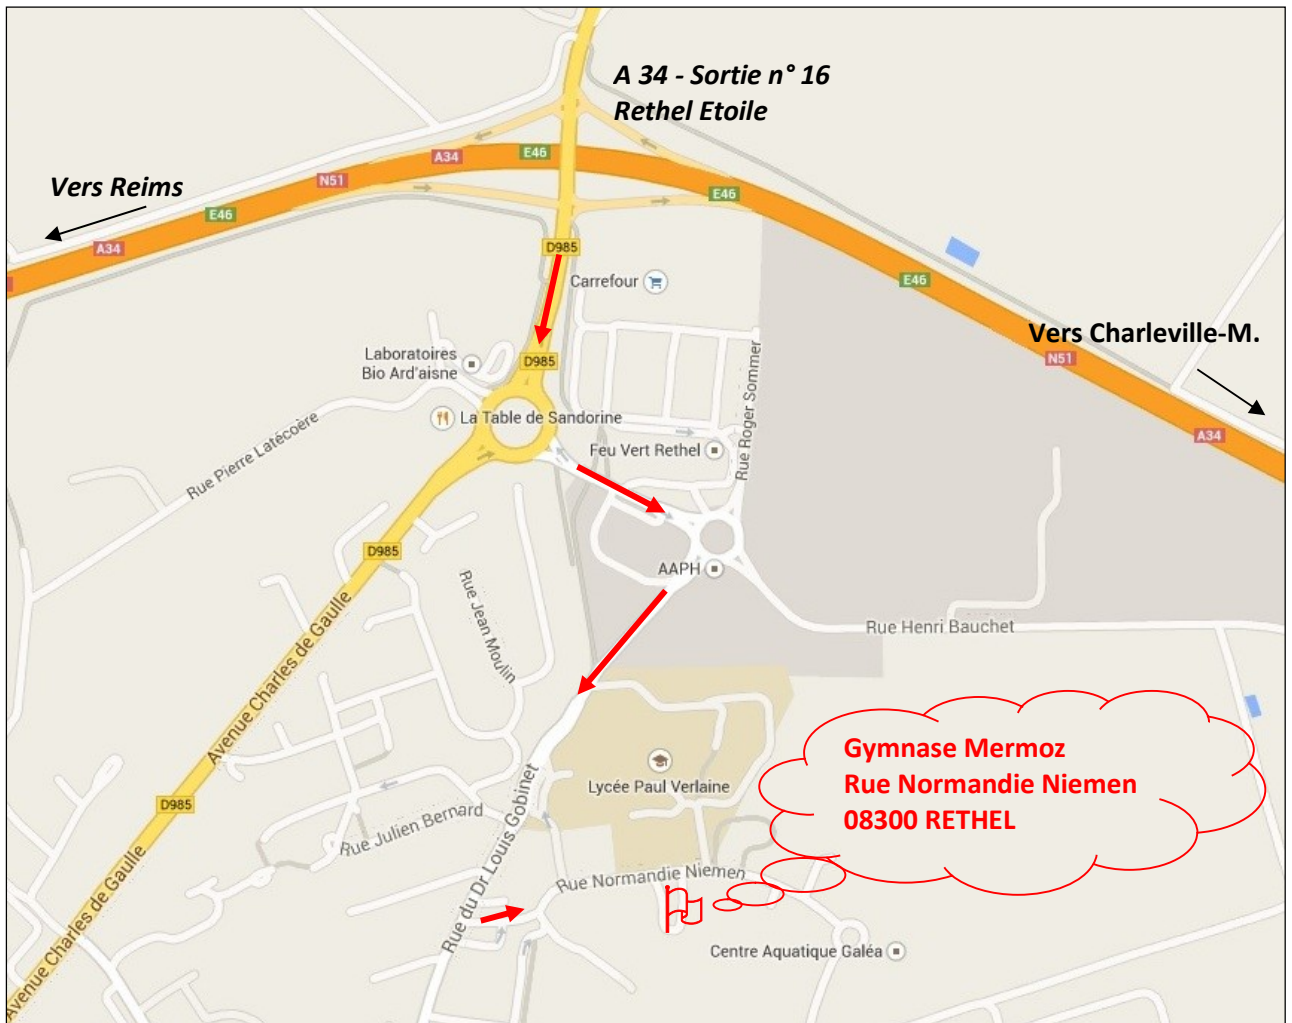 A 34 - Sortie n° 16
Rethel Etoile
Vers Reims
A34
E46
N51
E46
E46
A34
D985
Carrefour
E46
Vers Charleville-M.
N51
A34
Laboratoires
Bio Ard'aisne
D985
La Table de Sandorine
Feu Vert Rethel
Rue Roger Sommer
Rue Pierre Latécoère
D985
AAPH
Rue Jean Moulin
Rue Henri Bauchet
Avenue Charles de Gaulle
Gymnase Mermoz
Rue Normandie Niemen
08300 RETHEL
Lycée Paul Verlaine
D985
Rue Julien Bernard
Rue du Dr Louis Gobinet
Rue Normandie Niemen
Avenue Charles de Gaulle
Centre Aquatique Galéa